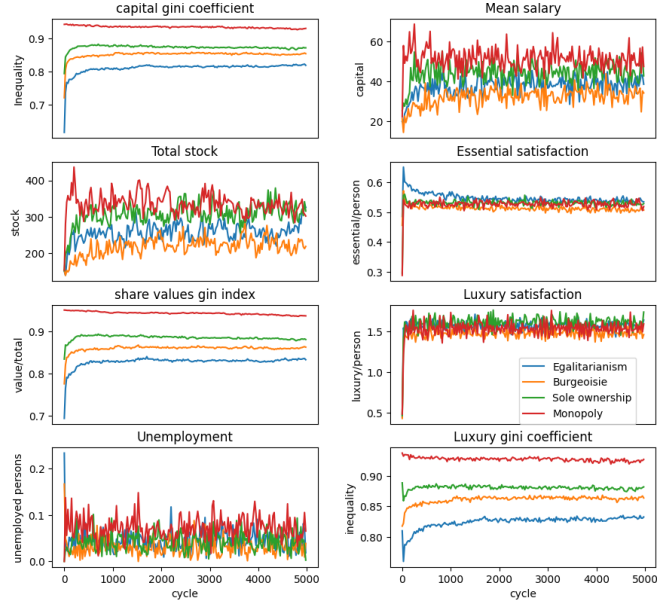 capital gini coefficient
Inequality
0.9
0.8
0.7
Mean salary
capital
60
40
20
Total stock
stock
400
300
200
Essential satisfaction
essential/person
0.6
0.5
0.4
0.3
share values gin index
value/total
0.9
0.8
0.7
Luxury satisfaction
luxury/person
1.5
1.0
0.5
Egalitarianism
Burgeoisie
Sole ownership
Monopoly
Unemployment
unemployed persons
0.2
0.1
0.0
0 1000 2000 3000 4000 5000
cycle
Luxury gini coefficient
inequality
0.90
0.85
0.80
0 1000 2000 3000 4000 5000
cycle